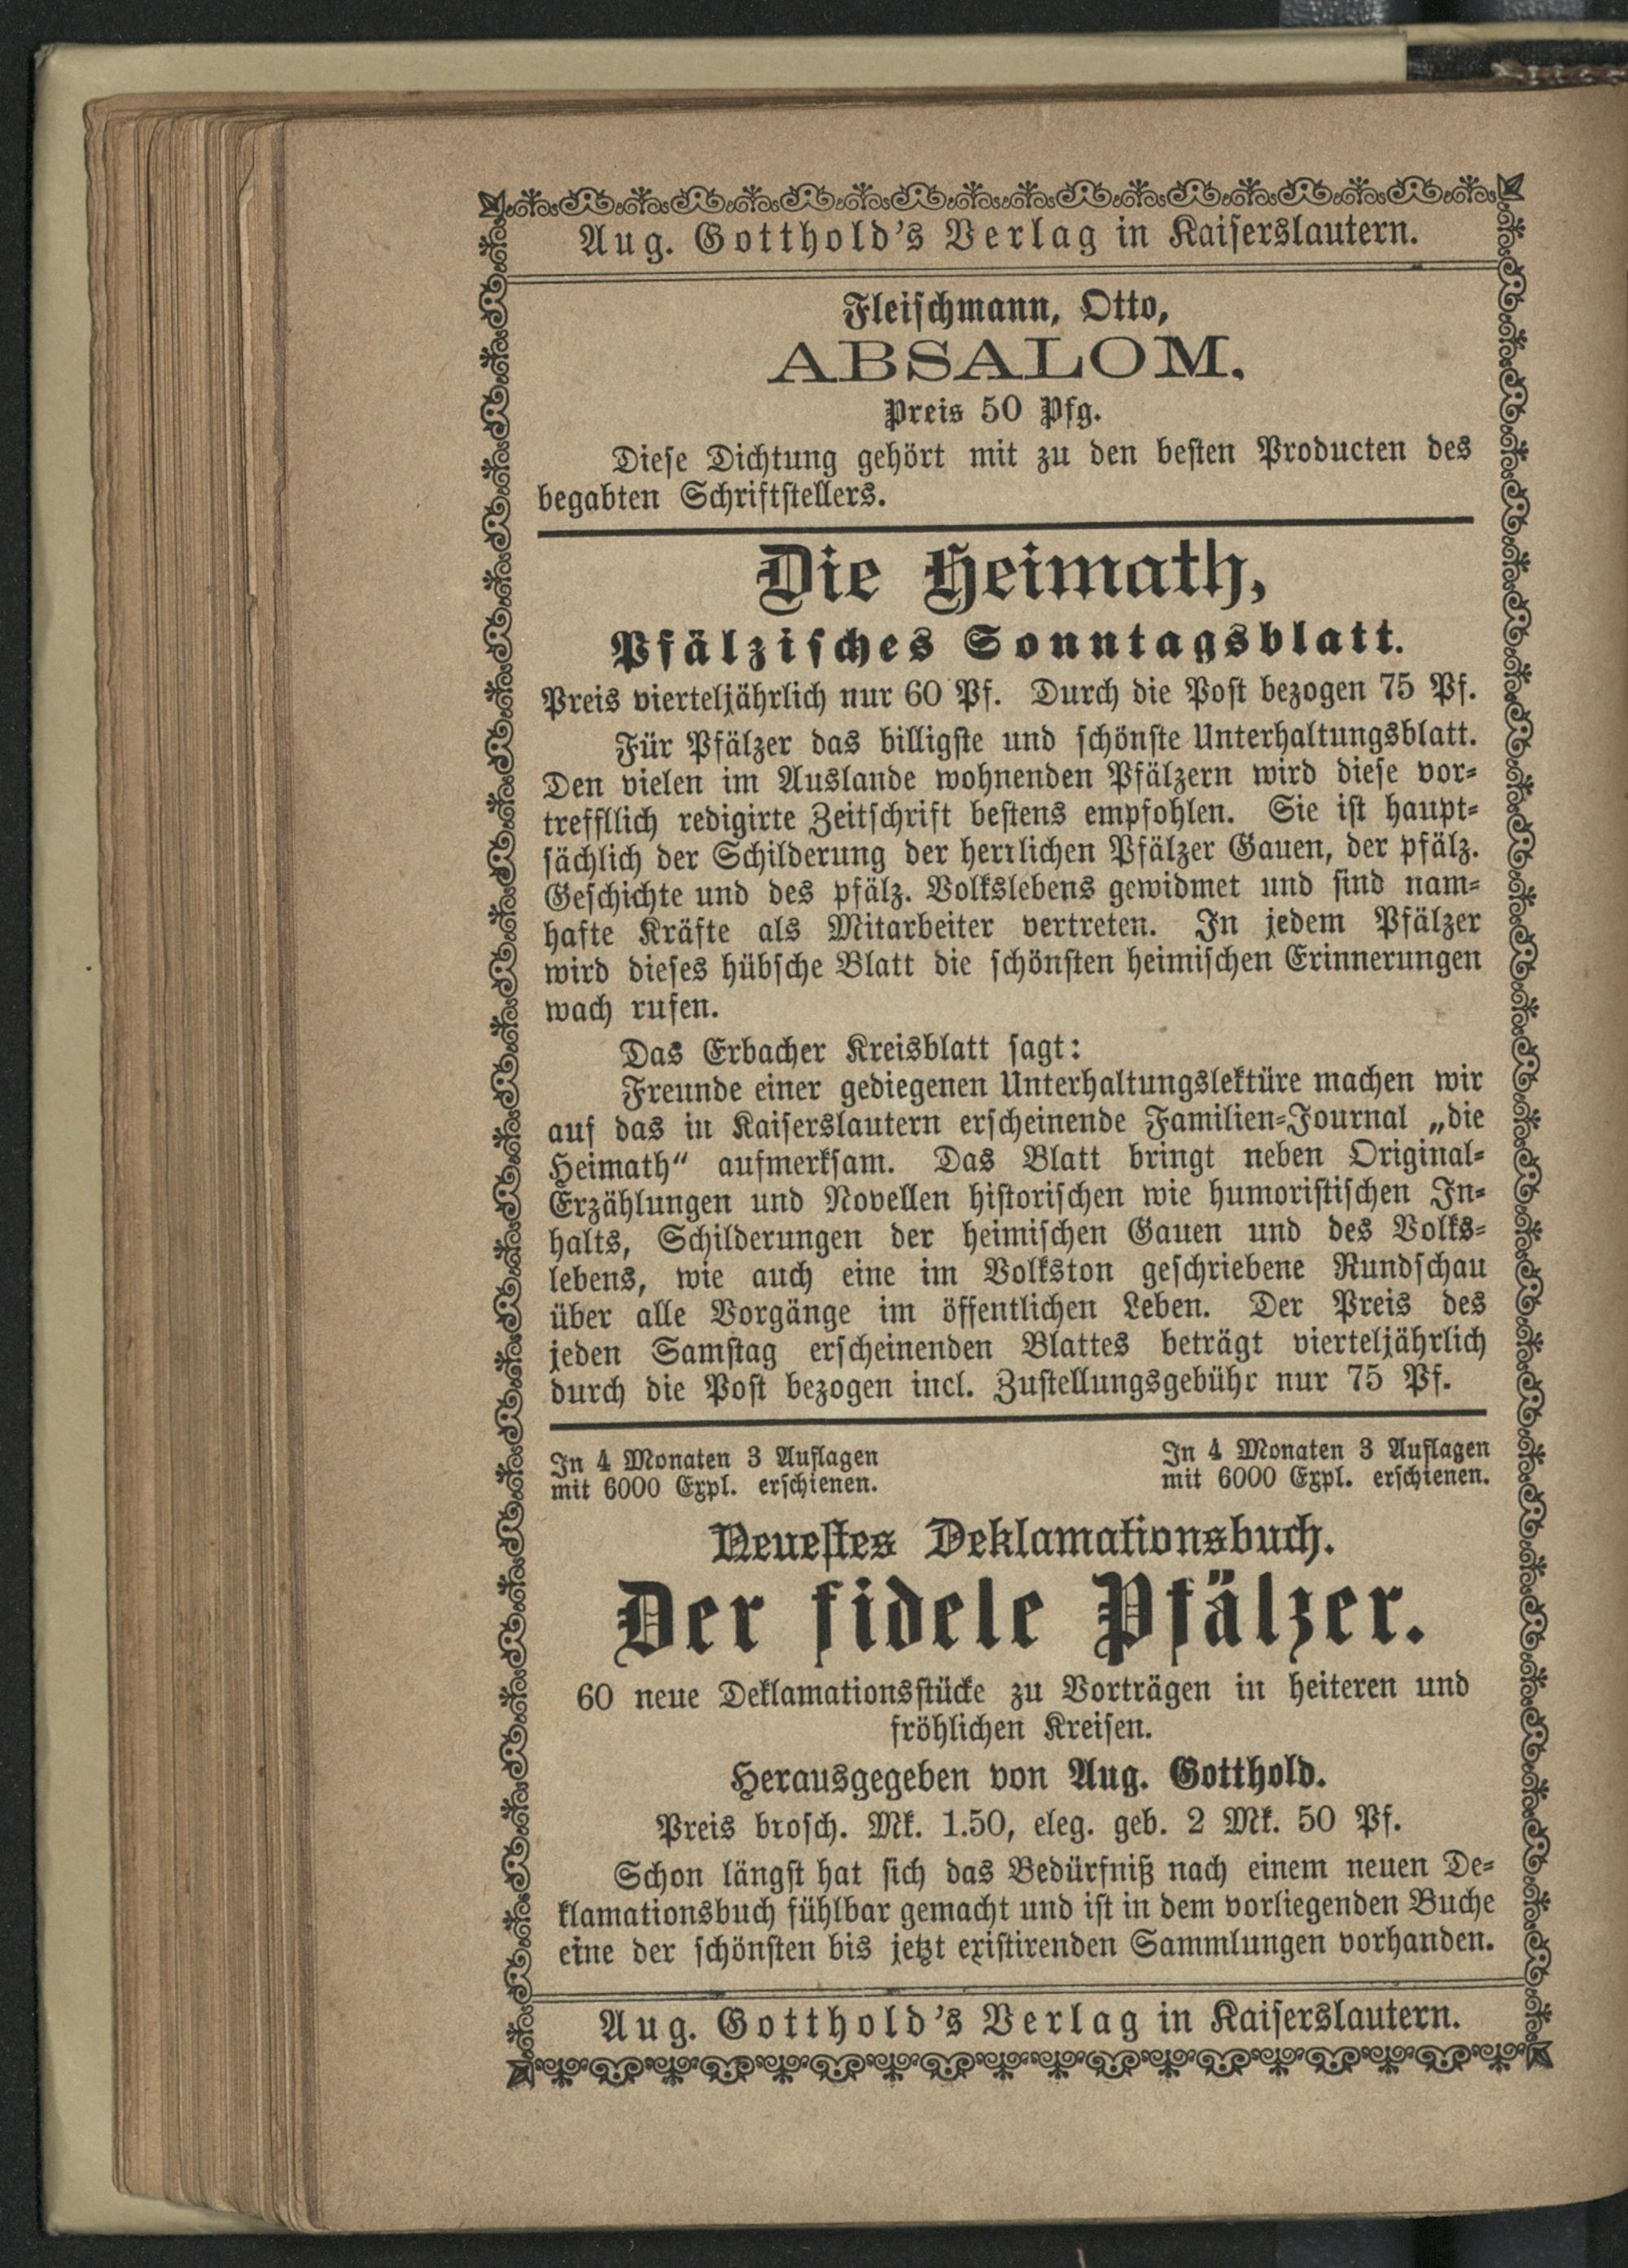 Aug. Gotthold's Verlag in Kaiserslautern.
Fleischmann, Otto,
ABSALOM.
Preis 50 Pfg.
Diese Dichtung gehört mit zu den besten Producten des
begabten Schriftstellers.
Die Heimath,
Pfälzisches Sonntagsblatt.
Preis vierteljährlich nur 60 Pf. Durch die Post bezogen 75 Pf.
Für Pfälzer das billigste und schönste Unterhaltungsblatt.
Den vielen im Auslande wohnenden Pfälzern wird diese vor-
treffllich redigirte Zeitschrift bestens empfohlen. Sie ist haupt-
sächlich der Schilderung der herrlichen Pfälzer Gauen, der pfälz.
Geschichte und des pfälz. Volkslebens gewidmet und sind nam-
hafte Kräfte als Mitarbeiter vertreten. In jedem Pfälzer
wird dieses hübsche Blatt die schönsten heimischen Erinnerungen
wach rufen.
Das Erbacher Kreisblatt sagt:
Freunde einer gediegenen Unterhaltungslektüre machen wir
auf das in Kaiserslautern erscheinende Familien-Journal „die
Heimath“ aufmerksam. Das Blatt bringt neben Original-
Erzählungen und Novellen historischen wie humoristischen In-
halts, Schilderungen der heimischen Gauen und des Volks-
lebens, wie auch eine im Volkston geschriebene Rundschau
über alle Vorgänge im öffentlichen Leben. Der Preis des
jeden Samstag erscheinenden Blattes beträgt vierteljährlich
durch die Post bezogen incl. Zustellungsgebühr nur 75 Pf.
In 4 Monaten 3 Auflagen
mit 6000 Expl. erschienen.
In 4 Monaten 3 Auflagen
mit 6000 Expl. erschienen.
Neuestes Deklamationsbuch.
Der fidele Pfälzer.
60 neue Deklamationsstücke zu Vorträgen in heiteren und
fröhlichen Kreisen.
Herausgegeben von Aug. Gotthold.
Preis brosch. Mk. 1.50, eleg. geb. 2 Mk. 50 Pf.
Schon längst hat sich das Bedürfniß nach einem neuen De-
klamationsbuch fühlbar gemacht und ist in dem vorliegenden Buche
eine der schönsten bis jetzt existirenden Sammlungen vorhanden.
Aug. Gotthold's Verlag in Kaiserslautern.